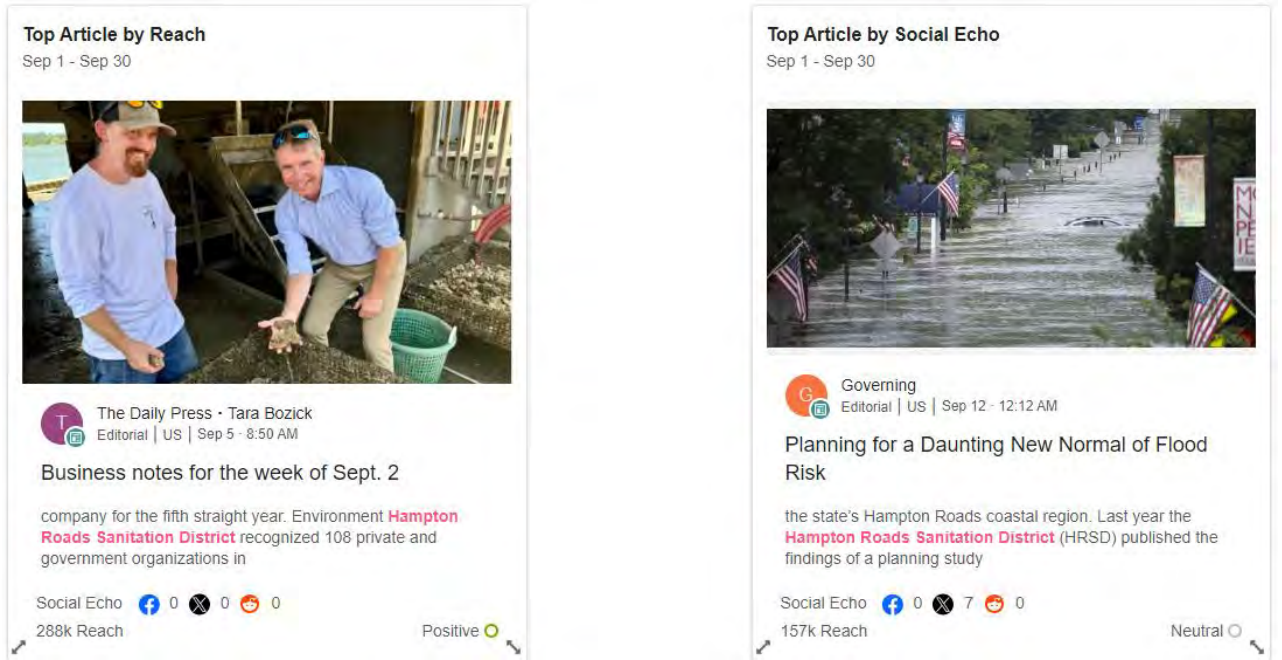 Top Article by Reach
Sep 1 - Sep 30
T
The Daily Press · Tara Bozick
Editorial | US | Sep 5 · 8:50 AM
Business notes for the week of Sept. 2
company for the fifth straight year. Environment Hampton
Roads Sanitation District recognized 108 private and
government organizations in
Social Echo 0 0 0
288k Reach
Positive
Top Article by Social Echo
Sep 1 - Sep 30
G
Governing
Editorial | US | Sep 12 · 12:12 AM
Planning for a Daunting New Normal of Flood
Risk
the state's Hampton Roads coastal region. Last year the
Hampton Roads Sanitation District (HRSD) published the
findings of a planning study
Social Echo 0 7 0
157k Reach
Neutral